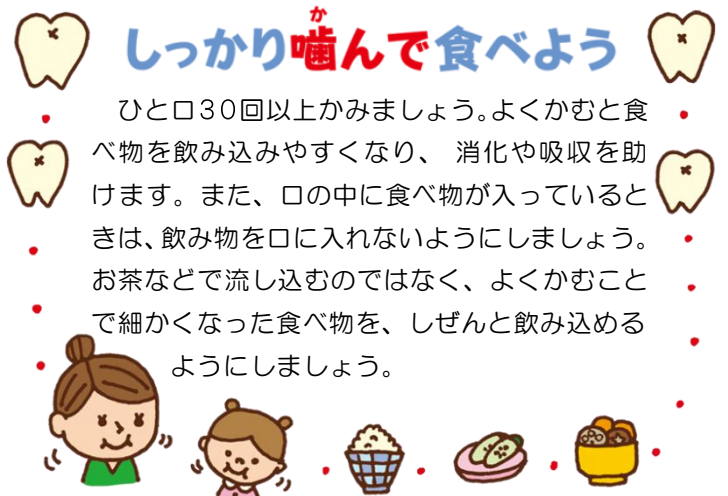 か
しっかり噛んで食べよう
ひと口30回以上かみましょう。よくかむと食
べ物を飲み込みやすくなり、 消化や吸収を助
けます。また、口の中に食べ物が入っていると
きは、飲み物を口に入れないようにしましょう。
お茶などで流し込むのではなく、よくかむこと
で細かくなった食べ物を、しぜんと飲み込める
ようにしましょう。